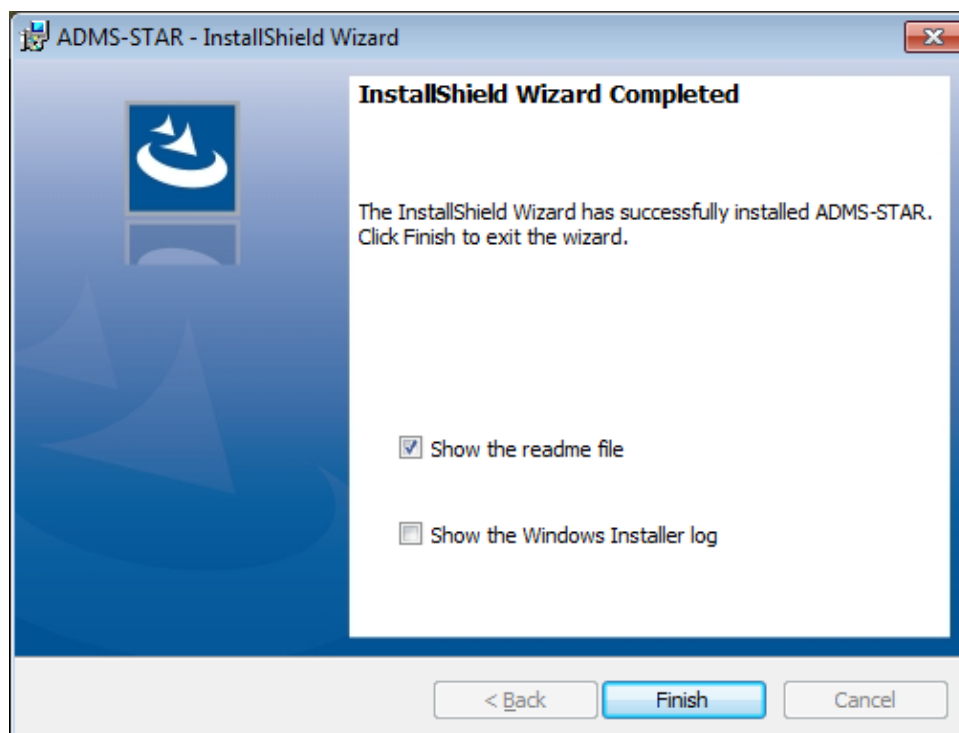 ADMS-STAR - InstallShield Wizard
InstallShield Wizard Completed
The InstallShield Wizard has successfully installed ADMS-STAR.
Click Finish to exit the wizard.
Show the readme file
Show the Windows Installer log
< Back
Finish
Cancel